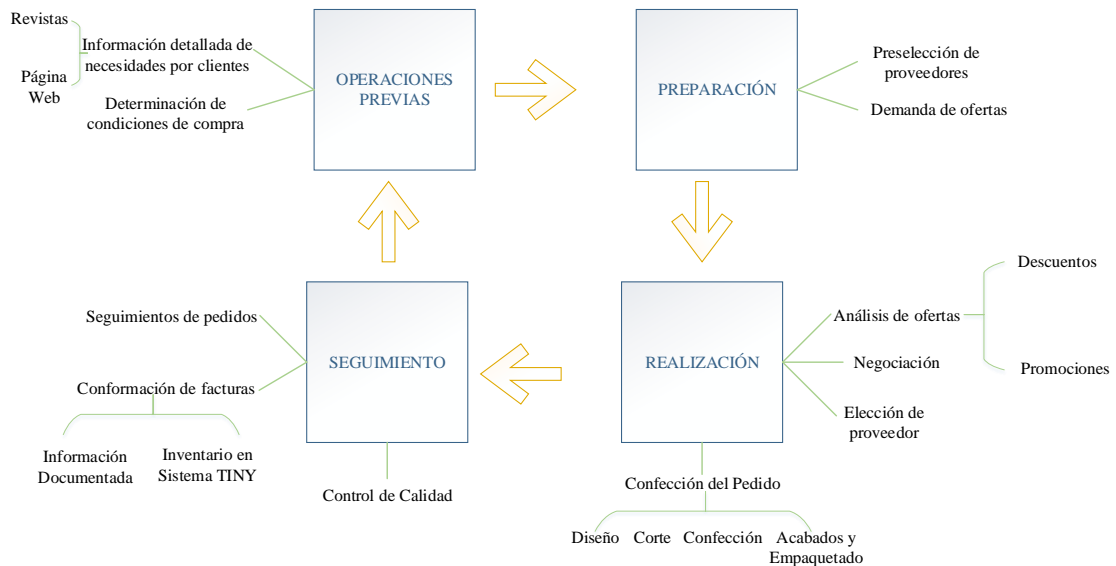 Revistas
Página
Web
Información detallada de
necesidades por clientes
Determinación de
condiciones de compra
OPERACIONES
PREVIAS
PREPARACIÓN
Preselección de
proveedores
Demanda de ofertas
Seguimientos de pedidos
Conformación de facturas
Información
Documentada
Inventario en
Sistema TINY
SEGUIMIENTO
Control de Calidad
REALIZACIÓN
Análisis de ofertas
Descuentos
Promociones
Negociación
Elección de
proveedor
Confección del Pedido
Diseño
Corte
Confección
Acabados y
Empaquetado